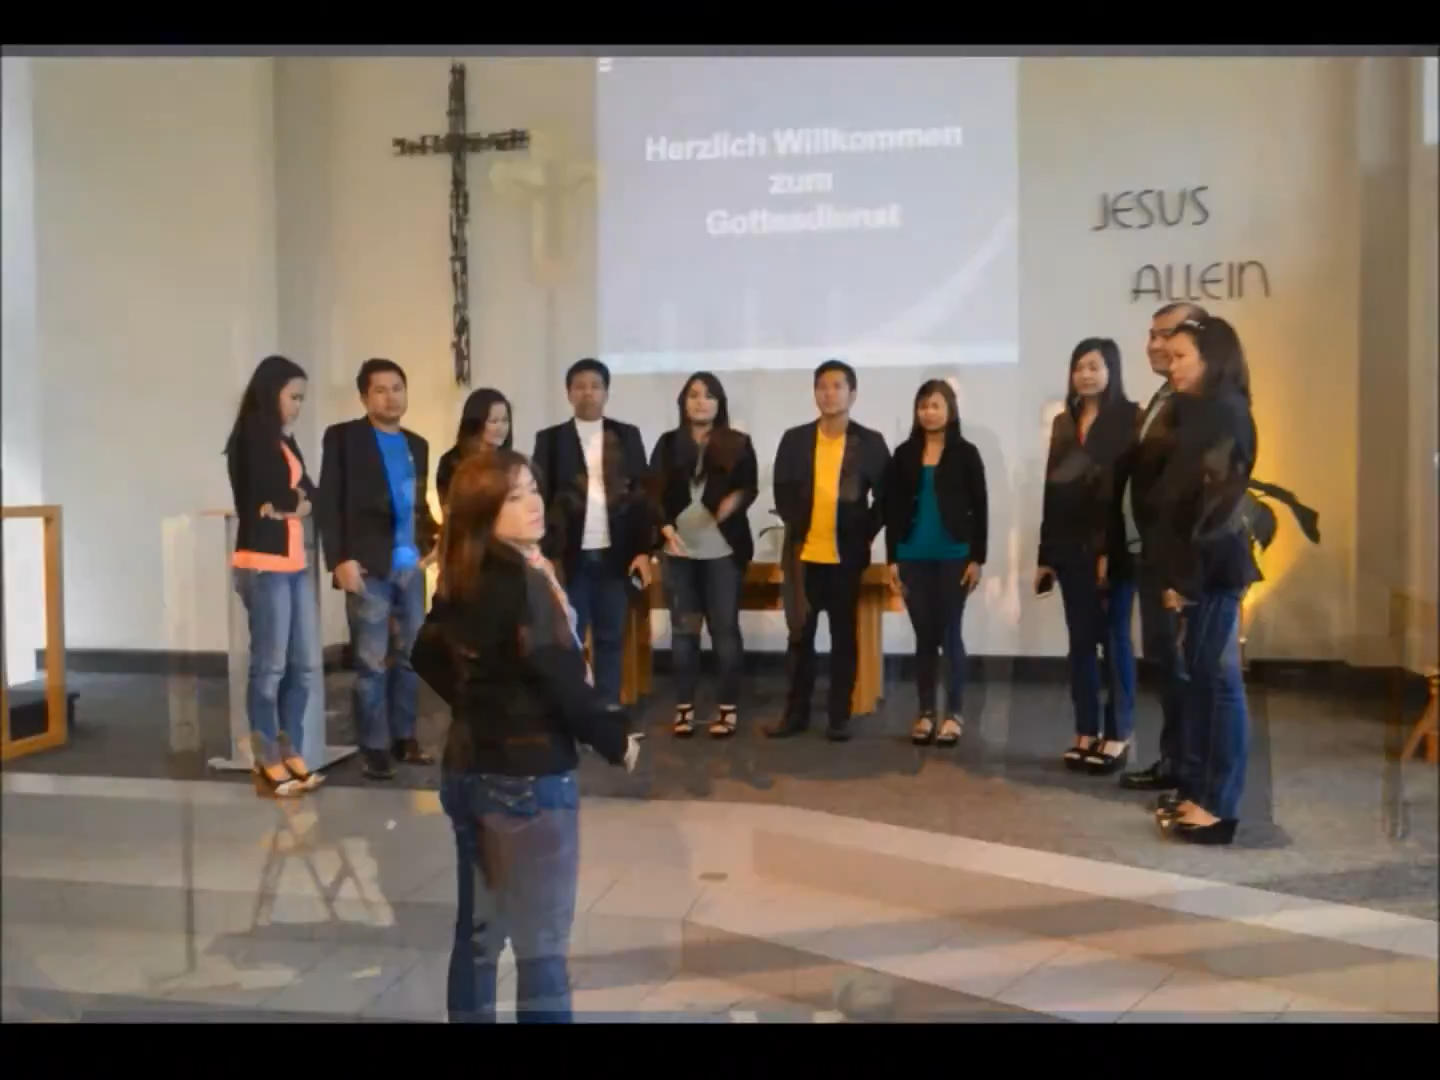 Herzlich Willkommen
zum
Gottesdienst
JESUS
ALLEIN